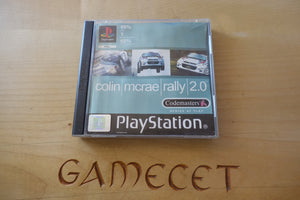 colin | mcrae | rally | 2.0
Codemasters
PlayStation
GAMECET